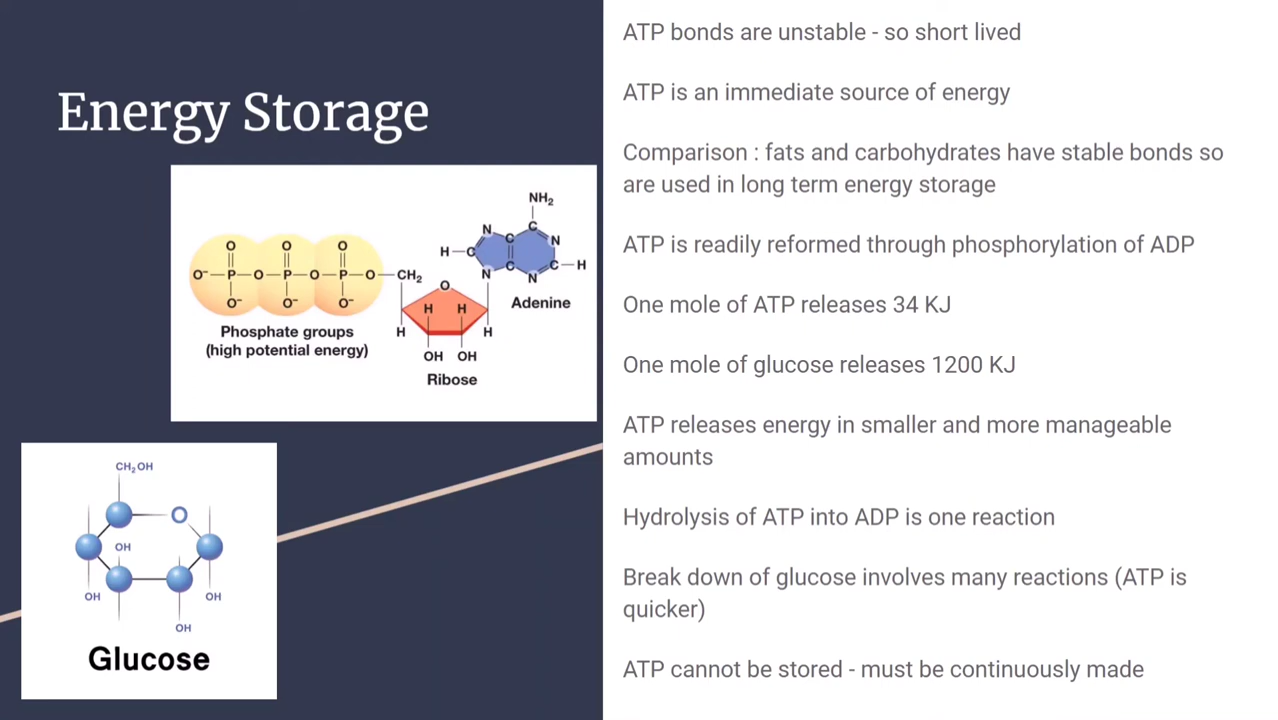 Energy Storage
NH₂
N
C
C
N
H
C
C
C
H
N
N
Adenine
O
O
O
O⁻
P
O
P
O
P
O
CH₂
O⁻
O⁻
O⁻
O
H
H
H
H
OH
OH
Phosphate groups
(high potential energy)
Ribose
CH₂OH
O
OH
OH
OH
OH
Glucose
ATP bonds are unstable - so short lived
ATP is an immediate source of energy
Comparison : fats and carbohydrates have stable bonds so
are used in long term energy storage
ATP is readily reformed through phosphorylation of ADP
One mole of ATP releases 34 KJ
One mole of glucose releases 1200 KJ
ATP releases energy in smaller and more manageable
amounts
Hydrolysis of ATP into ADP is one reaction
Break down of glucose involves many reactions (ATP is
quicker)
ATP cannot be stored - must be continuously made